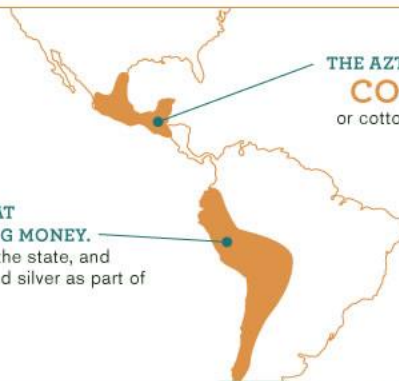 THE AZT
CO
or cotto
AT
G MONEY.
the state, and
d silver as part of